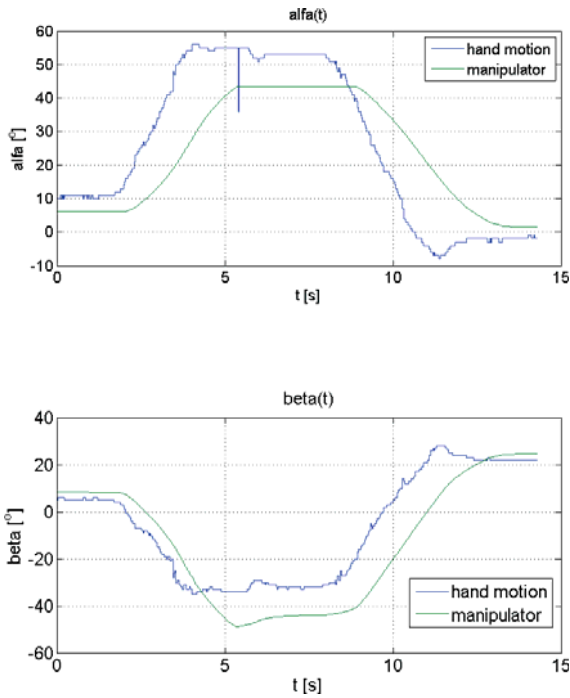 alfa(t)
60
50
40
30
20
10
0
-10
alfa [°]
hand motion
manipulator
0 5 10 15
t [s]
beta(t)
40
20
0
-20
-40
-60
beta [°]
hand motion
manipulator
0 5 10 15
t [s]